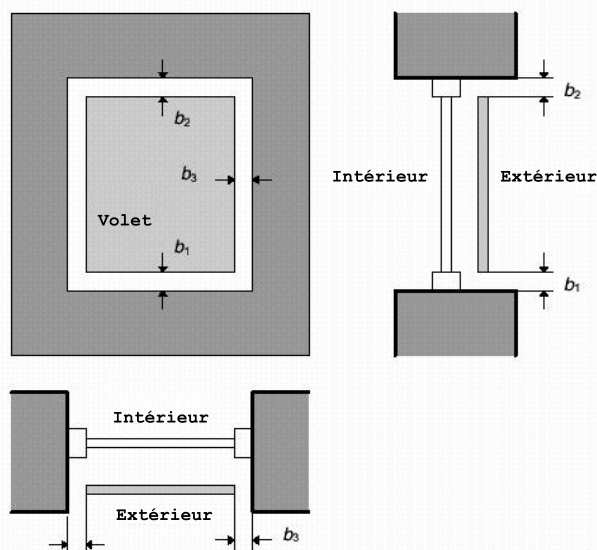 b₂
b₃
Volet
b₁
b₂
Intérieur
Extérieur
b₁
Intérieur
Extérieur
b₃